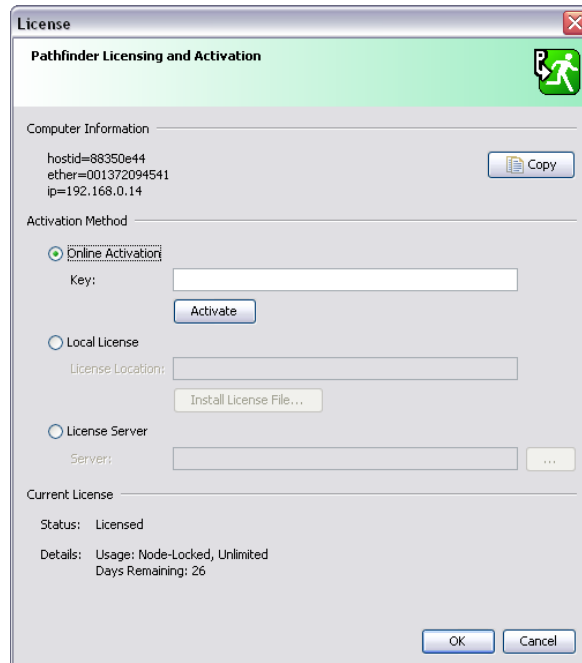 License
Pathfinder Licensing and Activation
P
Computer Information
hostid=88350e44
ether=001372094541
ip=192.168.0.14
Copy
Activation Method
Online Activation
Key:
Activate
Local License
License Location:
Install License File...
License Server
Server:
...
Current License
Status: Licensed
Details: Usage: Node-Locked, Unlimited
Days Remaining: 26
OK Cancel